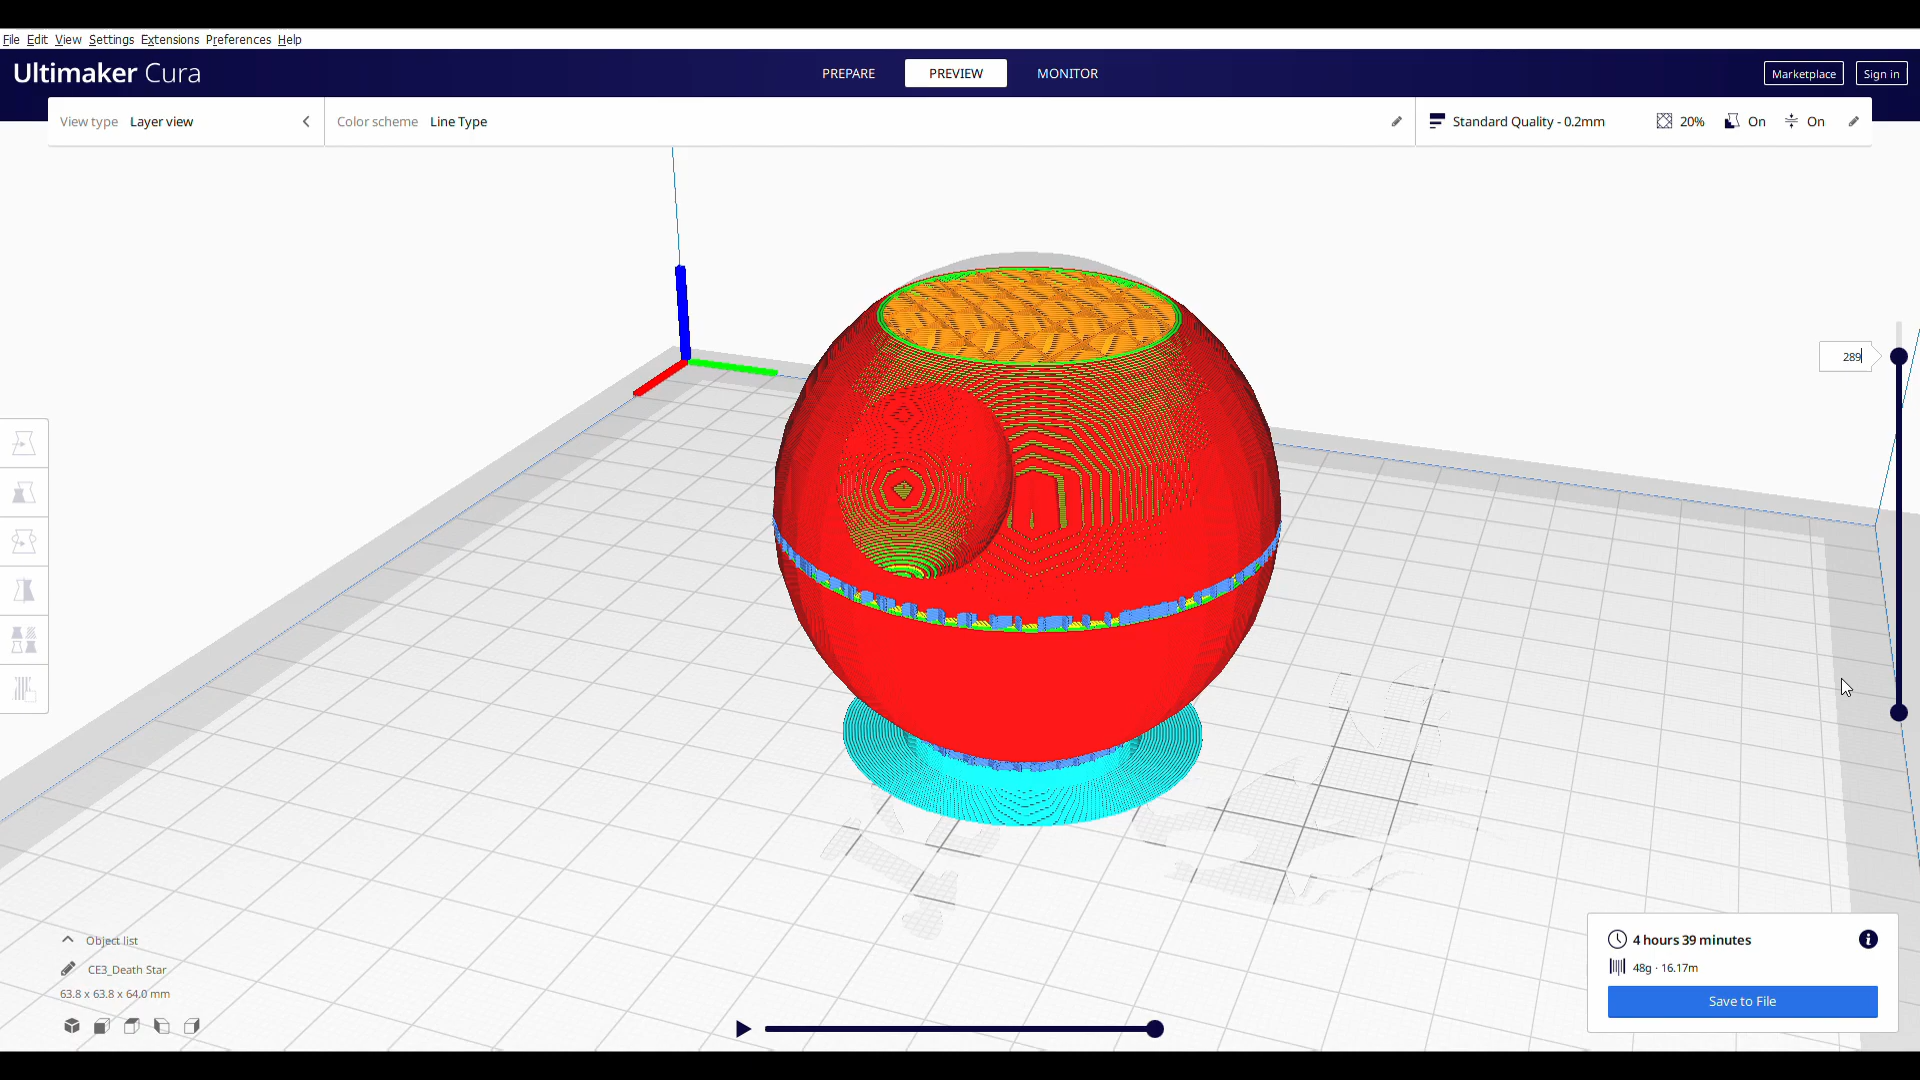 File Edit View Settings Extensions Preferences Help
Ultimaker Cura
PREPARE
PREVIEW
MONITOR
Marketplace
Sign in
View type Layer view
Color scheme Line Type
Standard Quality - 0.2mm
20%
On
On
289
Object list
CE3_Death Star
63.8 x 63.8 x 64.0 mm
4 hours 39 minutes
48g · 16.17m
Save to File